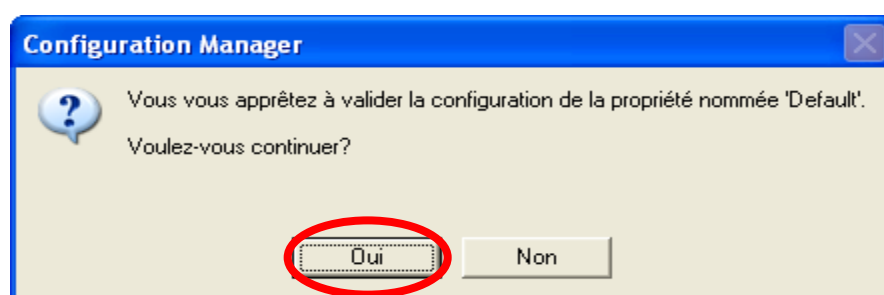 Configuration Manager
Vous vous apprêtez à valider la configuration de la propriété nommée 'Default'.
Voulez-vous continuer?
Oui
Non